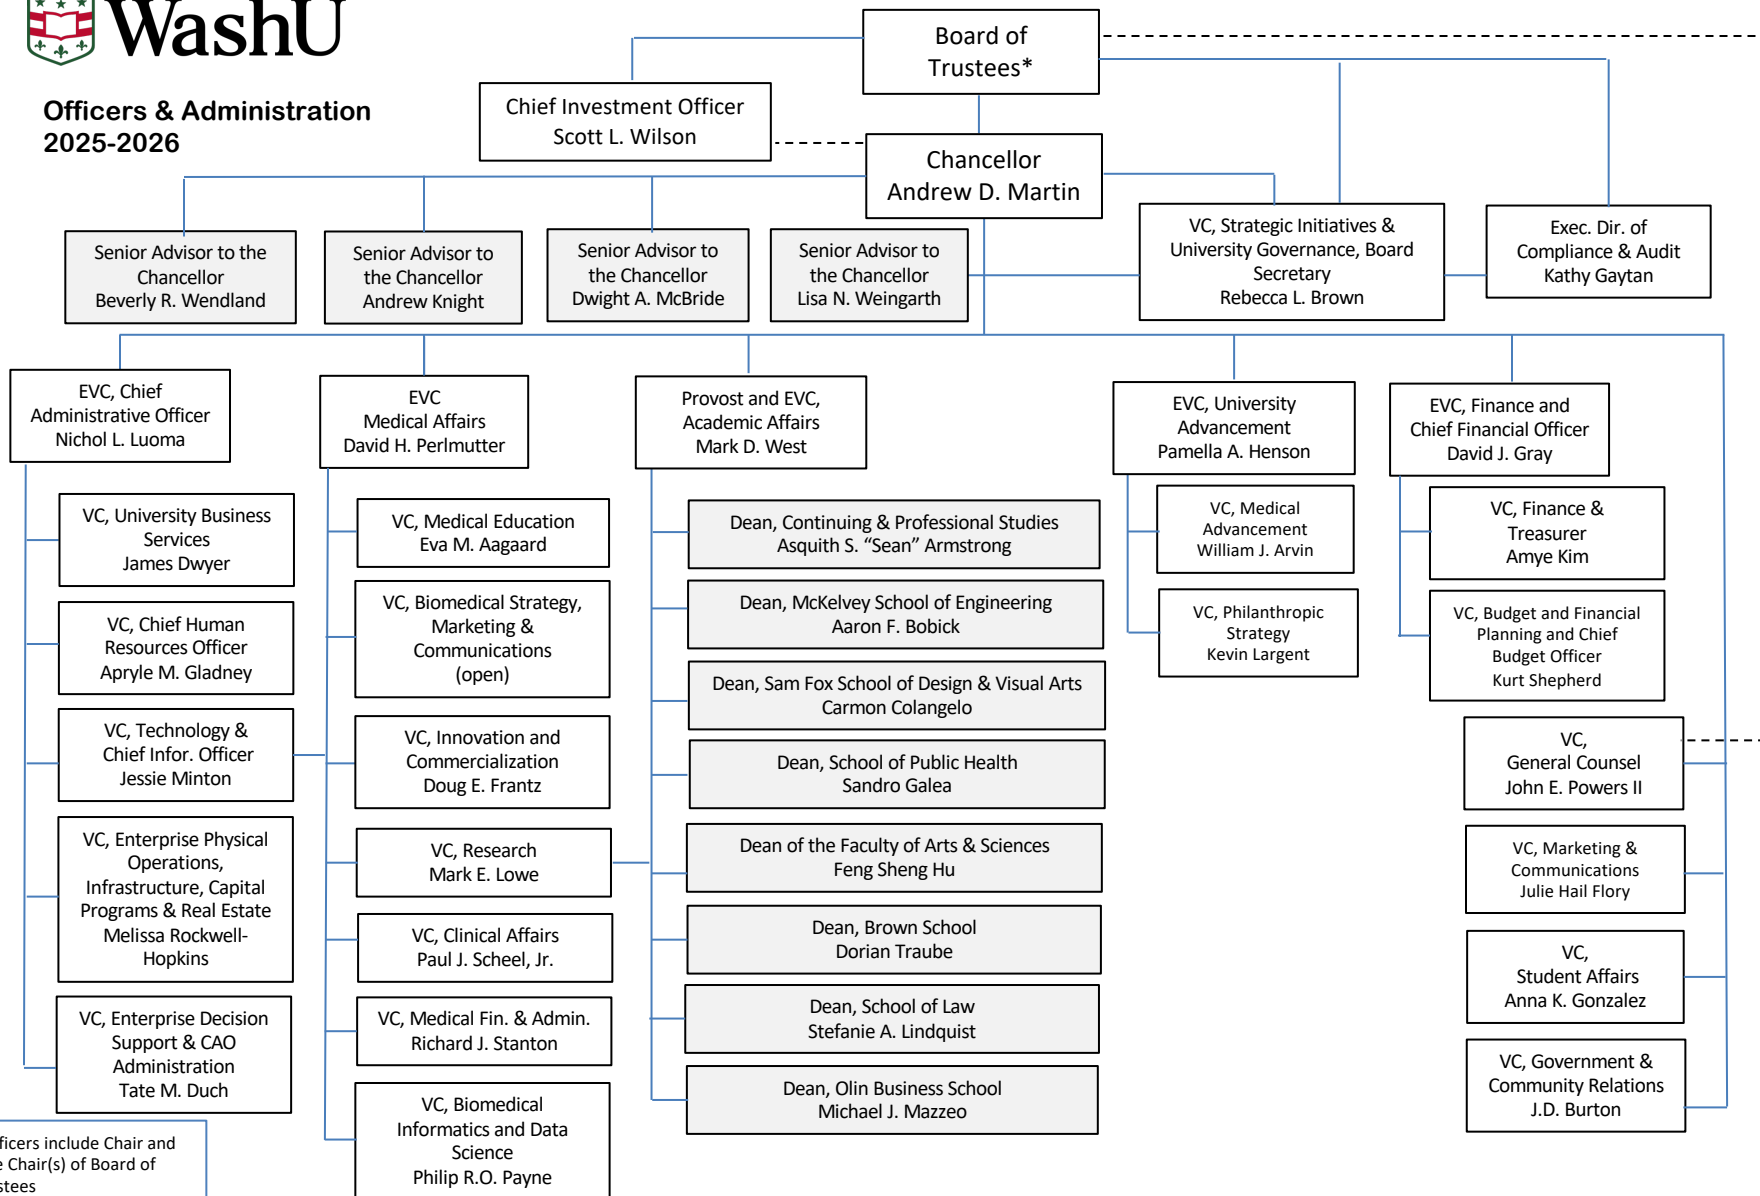 WashU
Officers & Administration
2025-2026
Board of
Trustees*
Chief Investment Officer
Scott L. Wilson
Chancellor
Andrew D. Martin
Senior Advisor to the
Chancellor
Beverly R. Wendland
Senior Advisor to
the Chancellor
Andrew Knight
Senior Advisor to
the Chancellor
Dwight A. McBride
Senior Advisor to
the Chancellor
Lisa N. Weingarth
VC, Strategic Initiatives &
University Governance, Board
Secretary
Rebecca L. Brown
Exec. Dir. of
Compliance & Audit
Kathy Gaytan
EVC, Chief
Administrative Officer
Nichol L. Luoma
EVC
Medical Affairs
David H. Perlmutter
Provost and EVC,
Academic Affairs
Mark D. West
EVC, University
Advancement
Pamella A. Henson
EVC, Finance and
Chief Financial Officer
David J. Gray
VC, University Business
Services
James Dwyer
VC, Chief Human
Resources Officer
Apryle M. Gladney
VC, Technology &
Chief Infor. Officer
Jessie Minton
VC, Enterprise Physical
Operations,
Infrastructure, Capital
Programs & Real Estate
Melissa Rockwell-
Hopkins
VC, Enterprise Decision
Support & CAO
Administration
Tate M. Duch
VC, Medical Education
Eva M. Aagaard
VC, Biomedical Strategy,
Marketing &
Communications
(open)
VC, Innovation and
Commercialization
Doug E. Frantz
VC, Research
Mark E. Lowe
VC, Clinical Affairs
Paul J. Scheel, Jr.
VC, Medical Fin. & Admin.
Richard J. Stanton
VC, Biomedical
Informatics and Data
Science
Philip R.O. Payne
Dean, Continuing & Professional Studies
Asquith S. “Sean” Armstrong
Dean, McKelvey School of Engineering
Aaron F. Bobick
Dean, Sam Fox School of Design & Visual Arts
Carmon Colangelo
Dean, School of Public Health
Sandro Galea
Dean of the Faculty of Arts & Sciences
Feng Sheng Hu
Dean, Brown School
Dorian Traube
Dean, School of Law
Stefanie A. Lindquist
Dean, Olin Business School
Michael J. Mazzeo
VC, Medical
Advancement
William J. Arvin
VC, Philanthropic
Strategy
Kevin Largent
VC, Finance &
Treasurer
Amye Kim
VC, Budget and Financial
Planning and Chief
Budget Officer
Kurt Shepherd
VC,
General Counsel
John E. Powers II
VC, Marketing &
Communications
Julie Hail Flory
VC,
Student Affairs
Anna K. Gonzalez
VC, Government &
Community Relations
J.D. Burton
include Chair and
Chair(s) of Board of